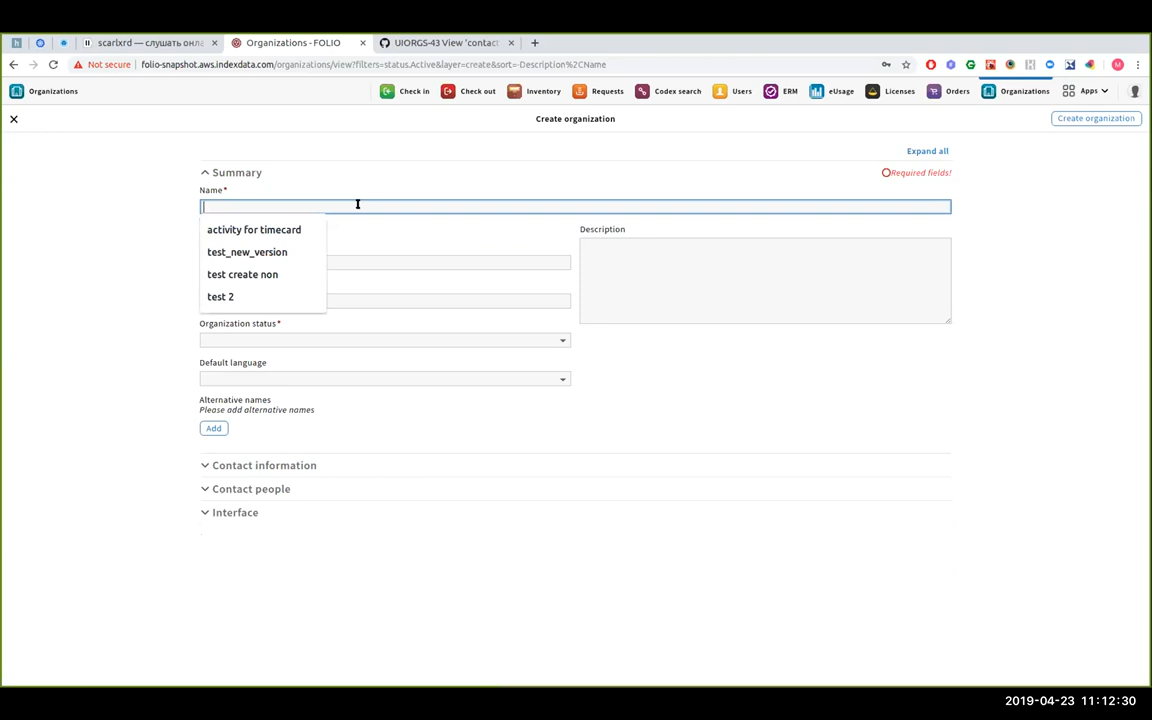 scarlxrd — слушать онл
Organizations - FOLIO
UIORGS-43 View 'contact
Not secure
folio-snapshot.aws.indexdata.com/organizations/view?filters=status.Active&layer=create&sort=-Description%2CName
M
Organizations
Check in
Check out
Inventory
Requests
Codex search
Users
ERM
eUsage
Licenses
Orders
Organizations
Apps
Create organization
Create organization
Expand all
Summary
Required fields!
Name*
activity for timecard
test_new_version
test create non
test 2
Description
Organization status*
Default language
Alternative names
Please add alternative names
Add
Contact information
Contact people
Interface
2019-04-23 11:12:30